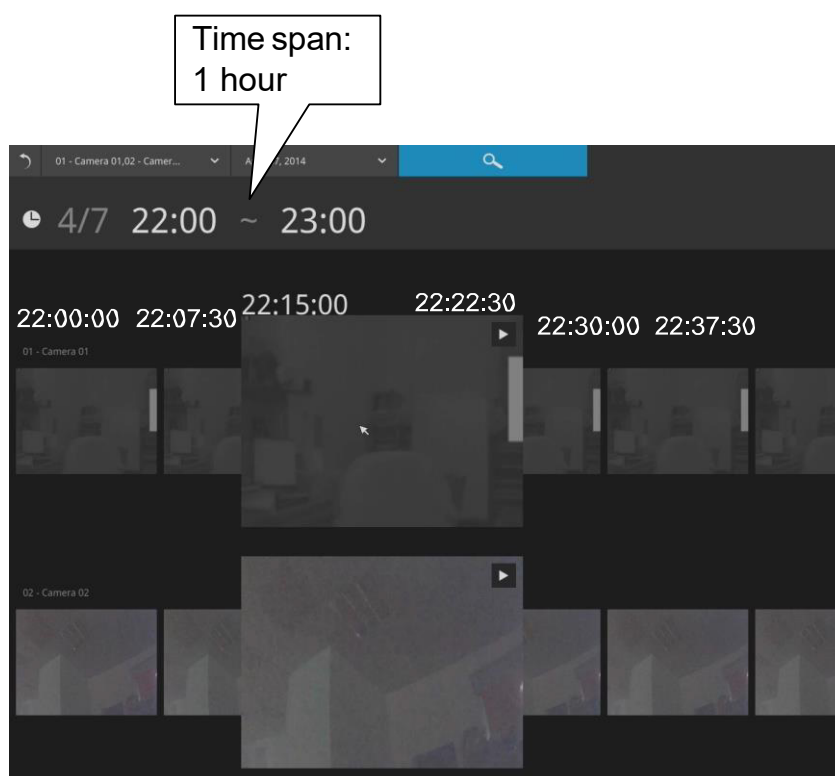 Time span:
1 hour
01 - Camera 01,02 - Camer...
7, 2014
4/7 22:00 ~ 23:00
22:00:00 22:07:30 22:15:00 22:22:30 22:30:00 22:37:30
01 - Camera 01
02 - Camera 02